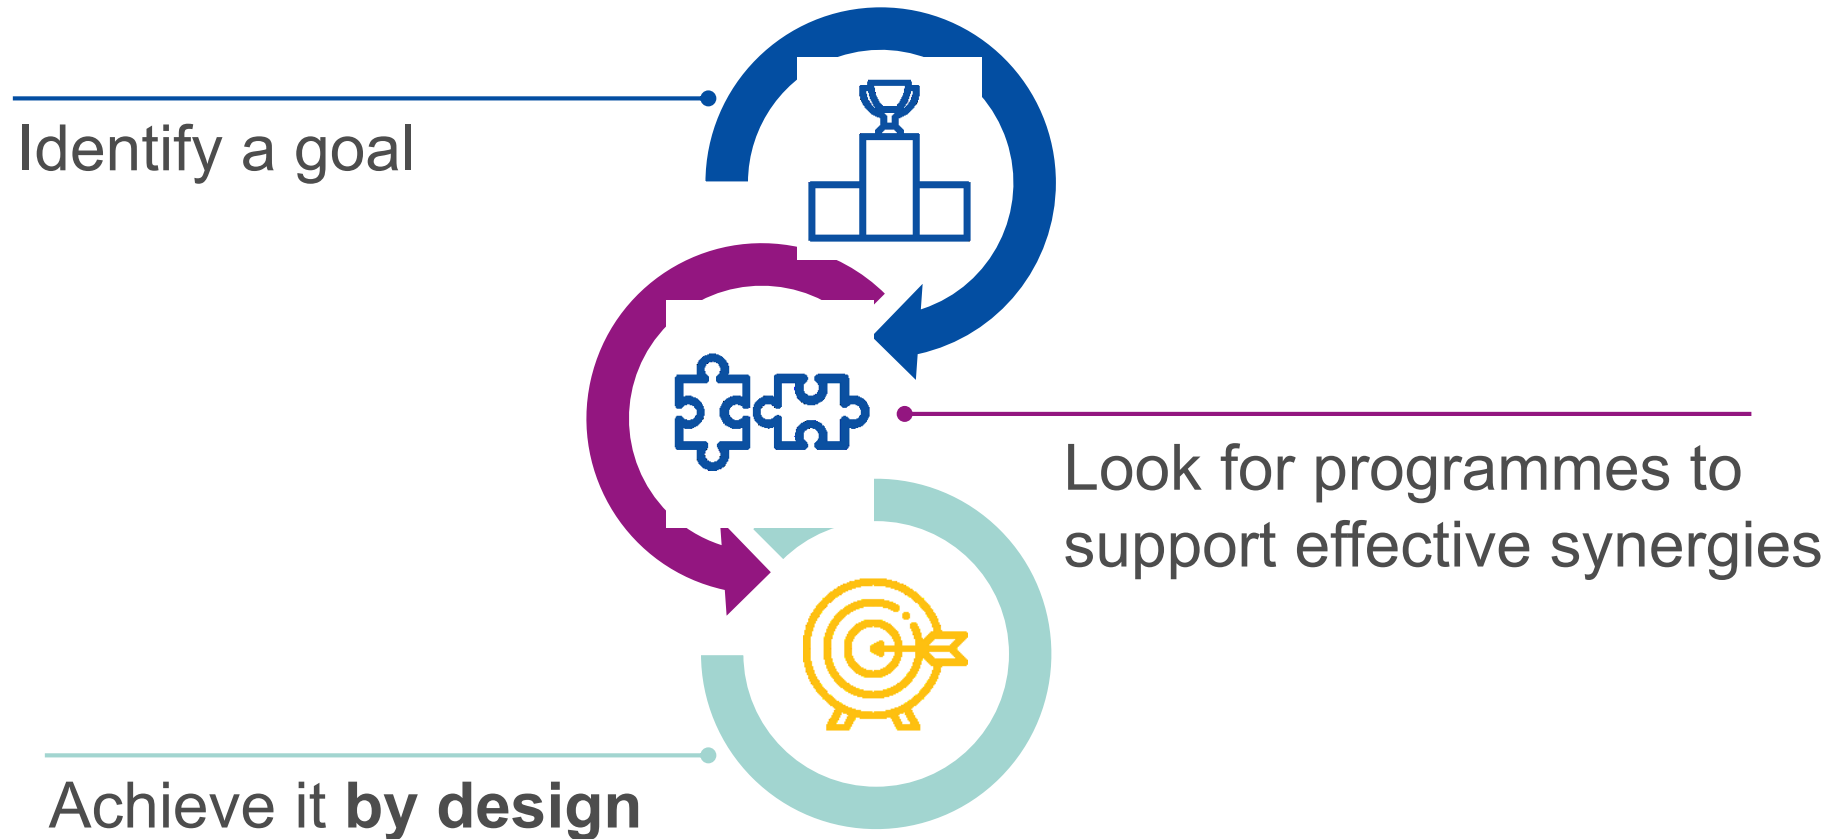 Identify a goal
Look for programmes to
support effective synergies
Achieve it by design